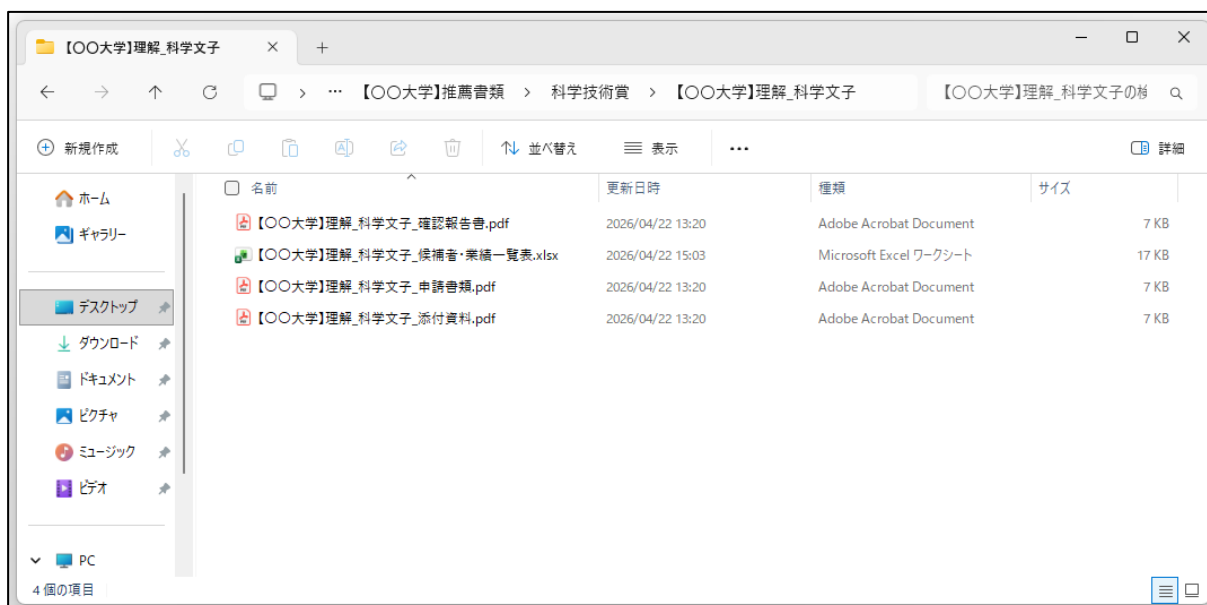 【〇〇大学】理解_科学文子
… 【〇〇大学】推薦書類 > 科学技術賞 > 【〇〇大学】理解_科学文子 【〇〇大学】理解_科学文子の検
新規作成 並べ替え 表示 … 詳細
名前 更新日時 種類 サイズ
ホーム
ギャラリー
デスクトップ
ダウンロード
ドキュメント
ピクチャ
ミュージック
ビデオ
PC
【〇〇大学】理解_科学文子_確認報告書.pdf 2026/04/22 13:20 Adobe Acrobat Document 7 KB
【〇〇大学】理解_科学文子_候補者・業績一覧表.xlsx 2026/04/22 15:03 Microsoft Excel ワークシート 17 KB
【〇〇大学】理解_科学文子_申請書類.pdf 2026/04/22 13:20 Adobe Acrobat Document 7 KB
【〇〇大学】理解_科学文子_添付資料.pdf 2026/04/22 13:20 Adobe Acrobat Document 7 KB
4 個の項目